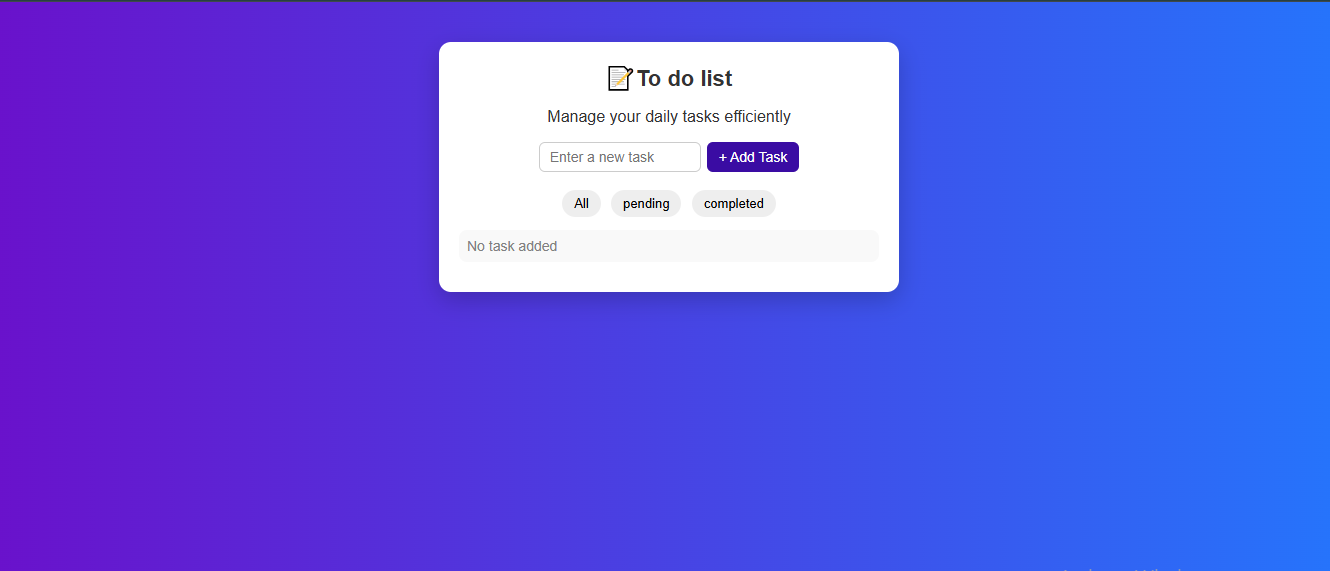 📝To do list
Manage your daily tasks efficiently
Enter a new task + Add Task
All pending completed
No task added